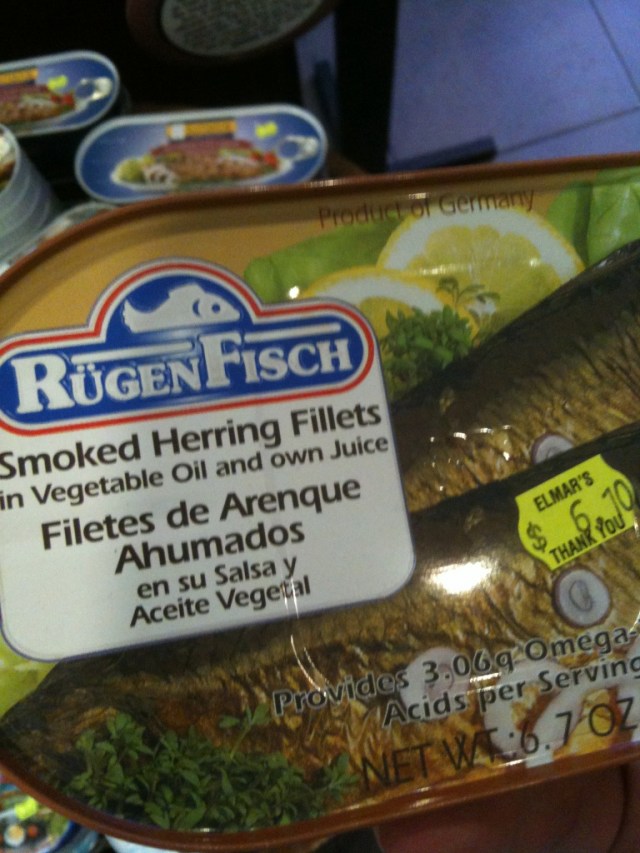 Product of Germany
RÜGEN FISCH
Smoked Herring Fillets
in Vegetable Oil and own Juice
Filetes de Arenque
Ahumados
en su Salsa y
Aceite Vegetal
ELMAR'S
$ 6.70
THANK YOU
Provides 3.06g Omega-
Acids per Serving
NET WT.:6.7 OZ